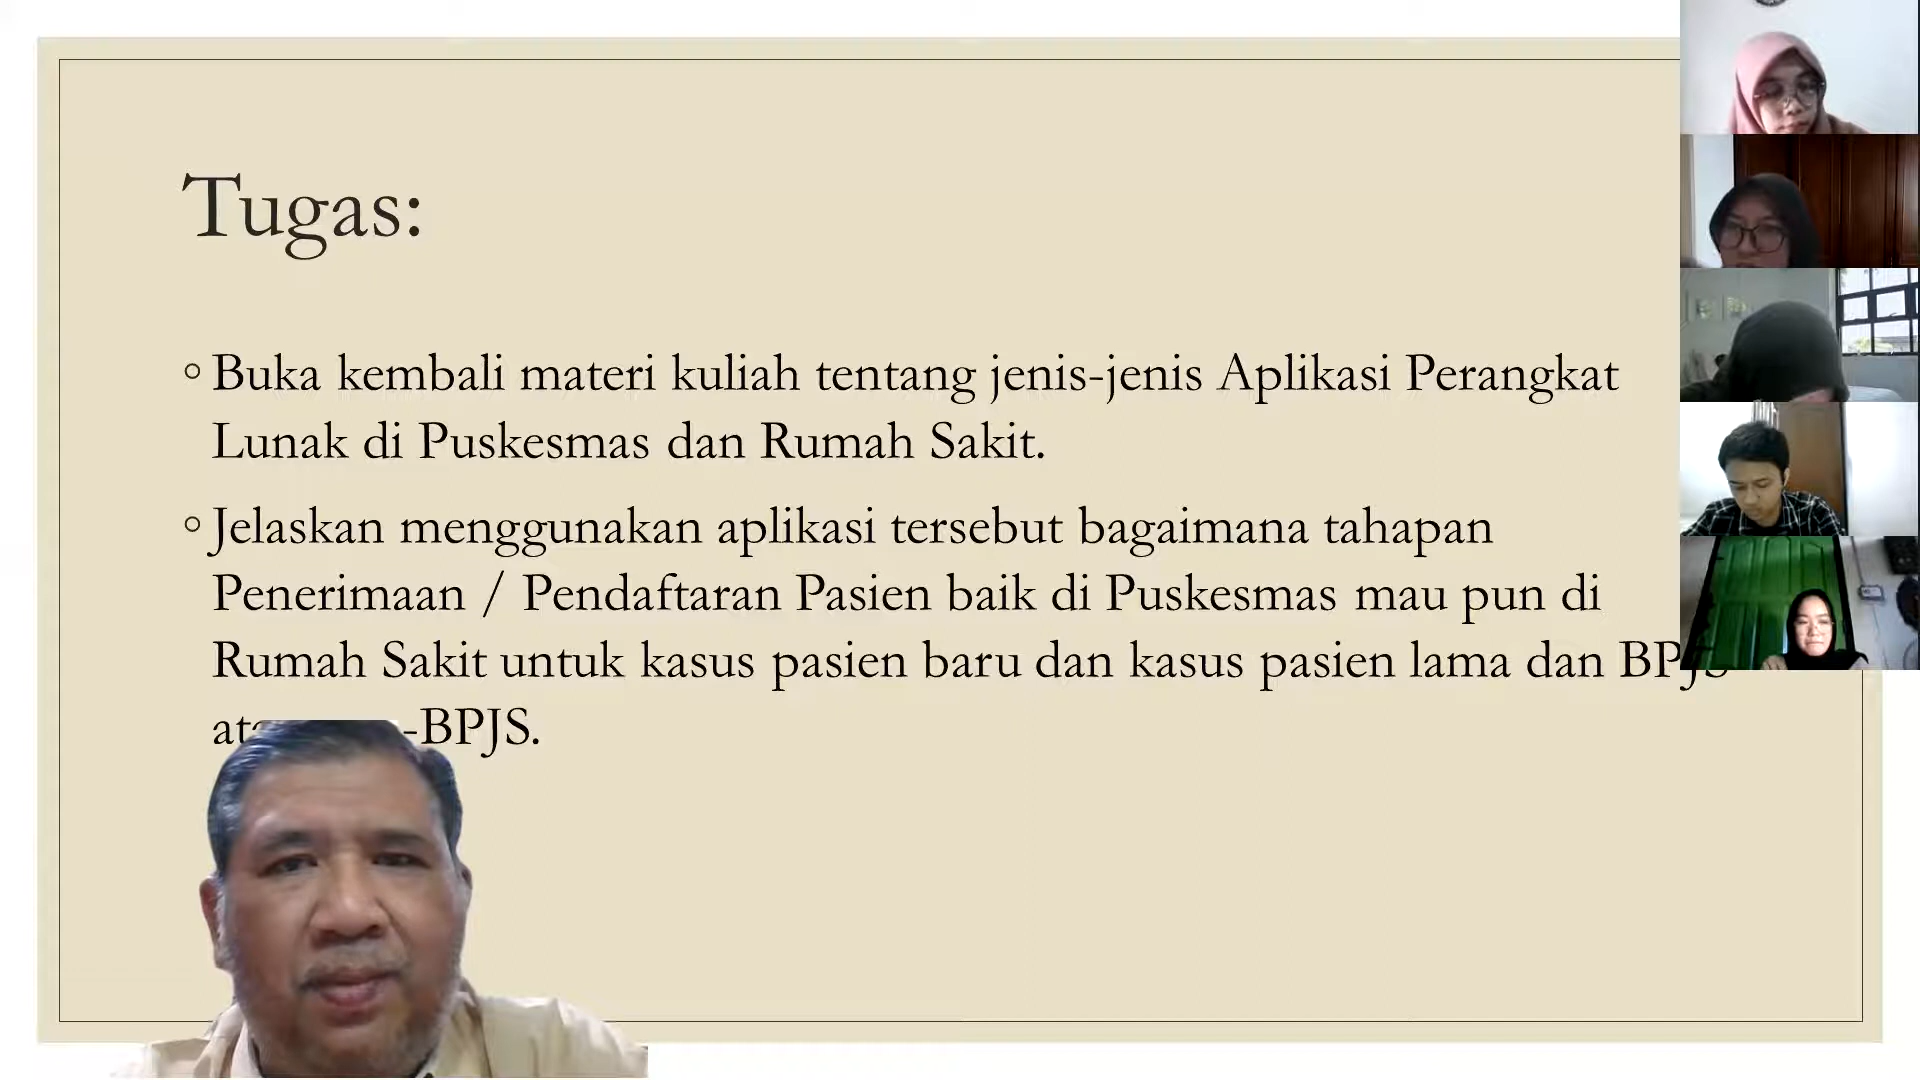 Tugas:
Buka kembali materi kuliah tentang jenis-jenis Aplikasi Perangkat
Lunak di Puskesmas dan Rumah Sakit.
Jelaskan menggunakan aplikasi tersebut bagaimana tahapan
Penerimaan / Pendaftaran Pasien baik di Puskesmas mau pun di
Rumah Sakit untuk kasus pasien baru dan kasus pasien lama dan BPJS
-BPJS.